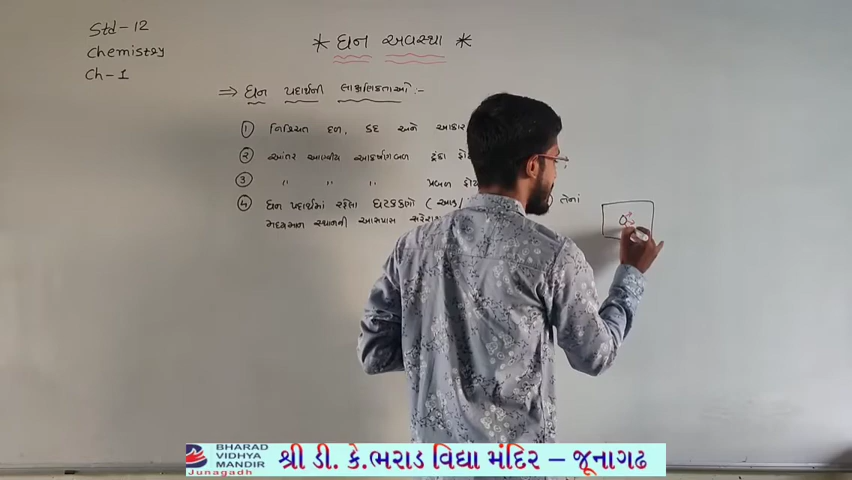 Std-12
Chemistry
Ch-1
* ઘન અવસ્થા *
⇒ ઘન પદાર્થની લાક્ષણિકતાઓ :-
1 નિશ્ચિત દળ, કદ અને આકાર
2 આંતર આણ્વીય આકર્ષણ બળ ટૂંકા
3 " " " પ્રબળ
4 ઘન પદાર્થમાં રહેલા ઘટકકણો ( તેનાં
મધ્યમાન સ્થાનની આસપાસ
BHARAD
VIDHYA
MANDIR
Junagadh
શ્રી ડી. કે.ભરાડ વિદ્યા મંદિર – જૂનાગઢ